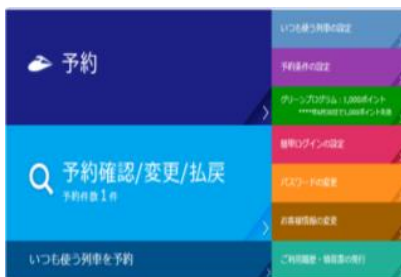 予約
予約確認/変更/払戻
予約件数1件
いつも使う列車を予約
いつも使う列車の設定
予約条件の設定
グリーンプログラム：1,000ポイント
簡単ログインの設定
パスワードの変更
お客様情報の変更
ご利用履歴・領収書の発行